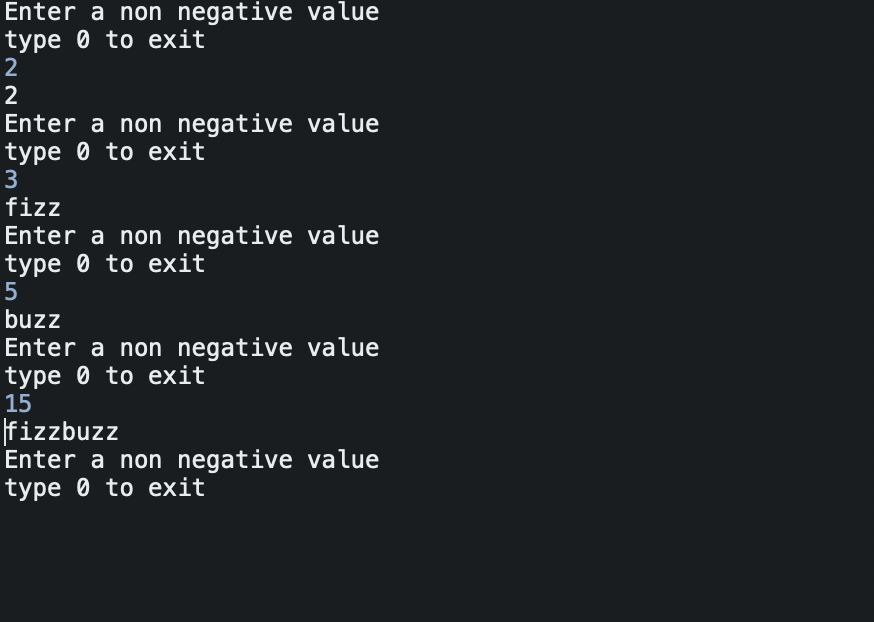 Enter a non negative value
type 0 to exit
2
2
Enter a non negative value
type 0 to exit
3
fizz
Enter a non negative value
type 0 to exit
5
buzz
Enter a non negative value
type 0 to exit
15
fizzbuzz
Enter a non negative value
type 0 to exit